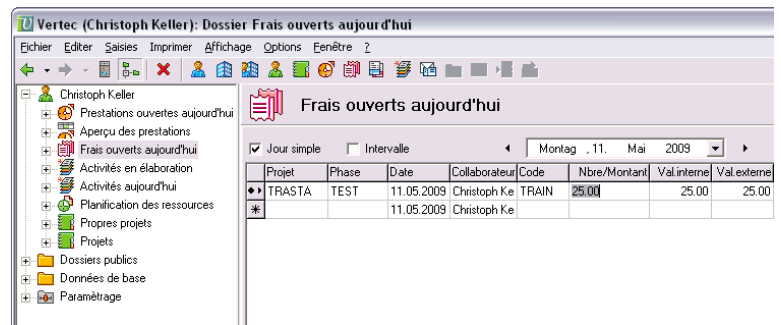 Vertec (Christoph Keller): Dossier Frais ouverts aujourd'hui
Fichier Editer Saisies Imprimer Affichage Options Fenêtre ?
Christoph Keller
Prestations ouvertes aujourd'hui
Aperçu des prestations
Frais ouverts aujourd'hui
Activités en élaboration
Activités aujourd'hui
Planification des ressources
Propres projets
Projets
Dossiers publics
Données de base
Paramètrage
Frais ouverts aujourd'hui
Jour simple Intervalle Montag , 11. Mai 2009
Projet Phase Date Collaborateur Code Nbre/Montant Val.interne Val.externe
TRASTA TEST 11.05.2009 Christoph Ke TRAIN 25.00 25.00 25.00
11.05.2009 Christoph Ke